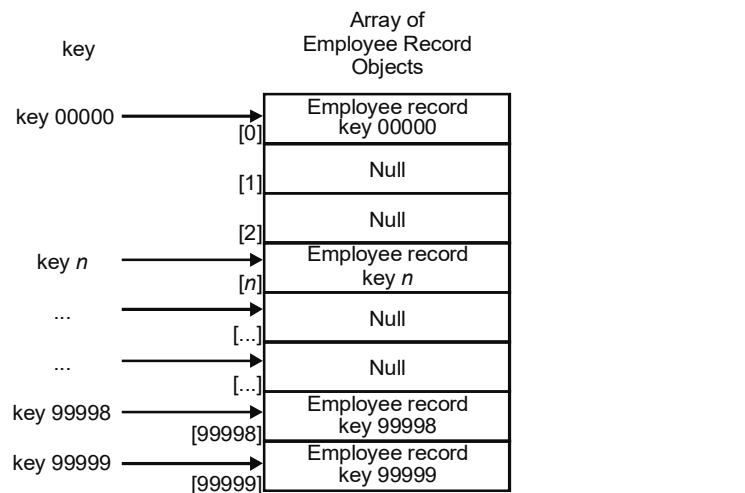 key
Array of
Employee Record
Objects
key 00000
Employee record
key 00000
[0]
Null
[1]
Null
[2]
key n
Employee record
key n
[n]
...
Null
[...]
...
Null
[...]
key 99998
Employee record
key 99998
[99998]
key 99999
Employee record
key 99999
[99999]